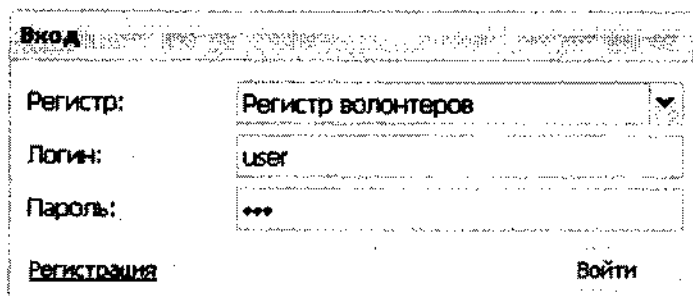 Вход
Регистр: Регистр волонтеров
Логин: user
Пароль: •••
Регистрация Войти